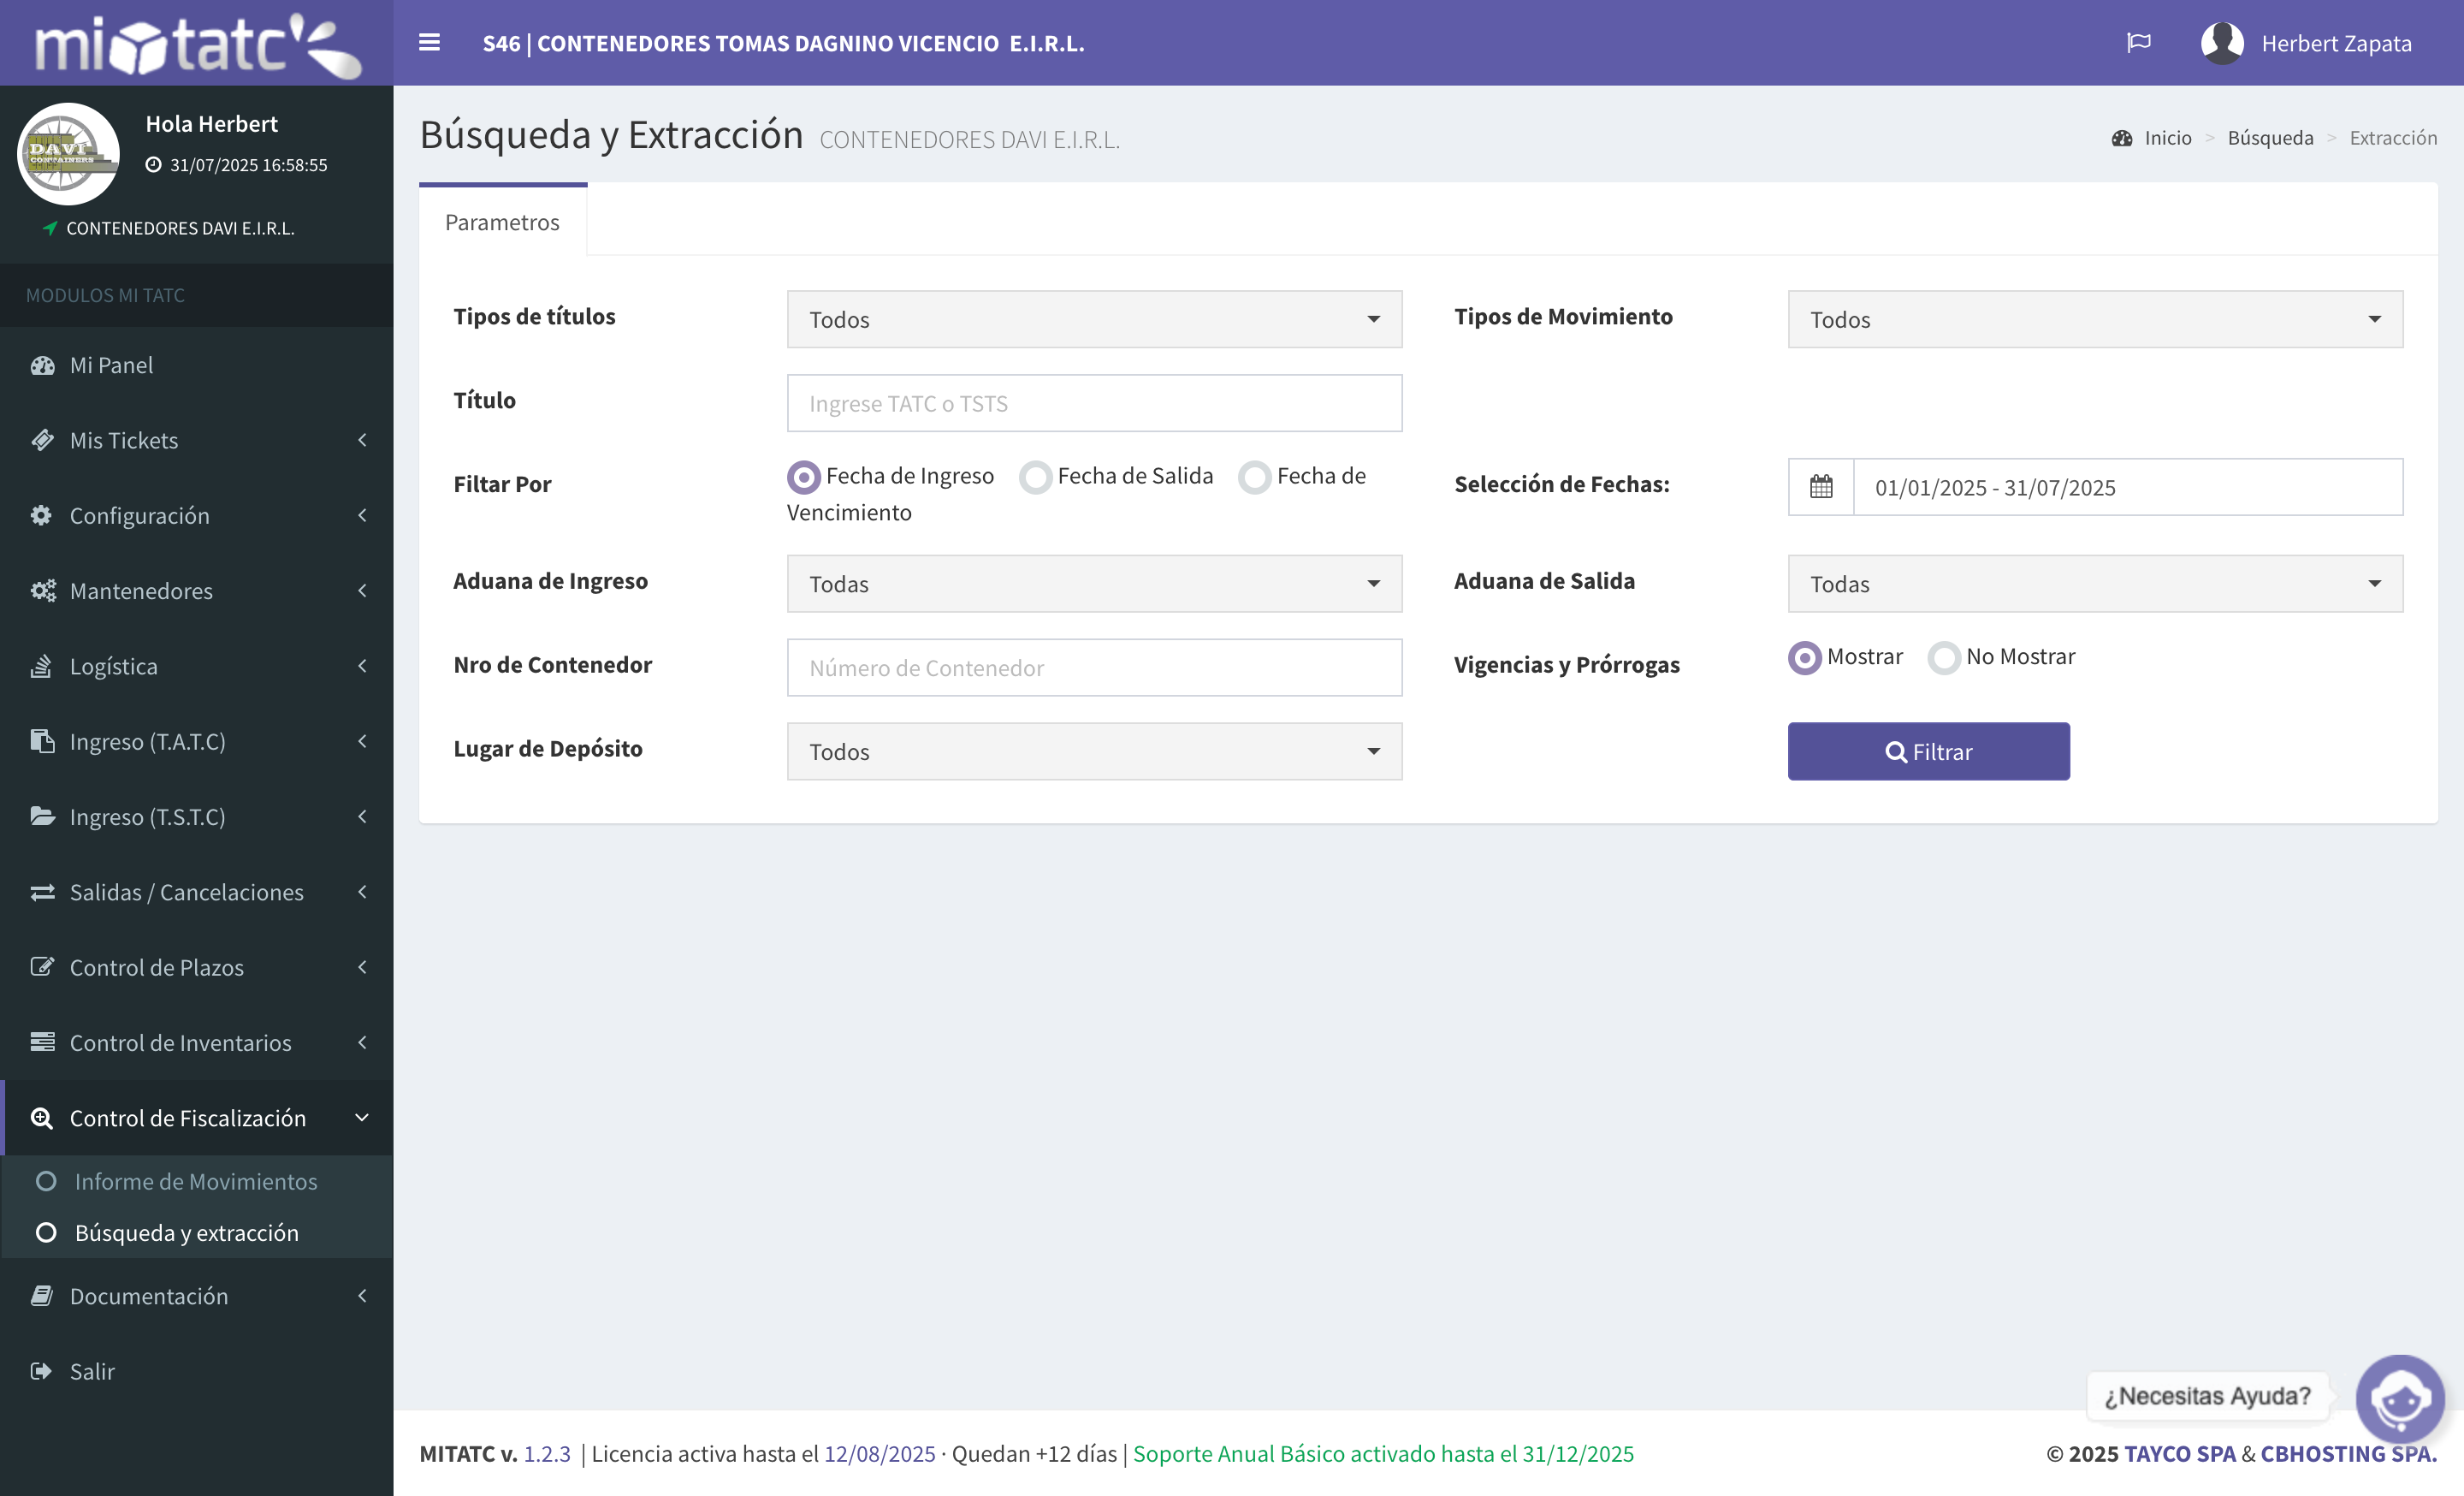 mi tatc
S46 | CONTENEDORES TOMAS DAGNINO VICENCIO E.I.R.L.
Herbert Zapata
DAVI
CONTAINERS
Hola Herbert
31/07/2025 16:58:55
CONTENEDORES DAVI E.I.R.L.
MODULOS MI TATC
Mi Panel
Mis Tickets
Configuración
Mantenedores
Logística
Ingreso (T.A.T.C)
Ingreso (T.S.T.C)
Salidas / Cancelaciones
Control de Plazos
Control de Inventarios
Control de Fiscalización
Informe de Movimientos
Búsqueda y extracción
Documentación
Salir
Búsqueda y Extracción CONTENEDORES DAVI E.I.R.L.
Inicio > Búsqueda > Extracción
Parametros
Tipos de títulos Todos
Tipos de Movimiento Todos
Título Ingrese TATC o TSTS
Filtar Por Fecha de Ingreso Fecha de Salida Fecha de
Vencimiento
Selección de Fechas: 01/01/2025 - 31/07/2025
Aduana de Ingreso Todas
Aduana de Salida Todas
Nro de Contenedor Número de Contenedor
Vigencias y Prórrogas Mostrar No Mostrar
Lugar de Depósito Todos
Filtrar
¿Necesitas Ayuda?
MITATC v. 1.2.3 | Licencia activa hasta el 12/08/2025 · Quedan +12 días | Soporte Anual Básico activado hasta el 31/12/2025
© 2025 TAYCO SPA & CBHOSTING SPA.